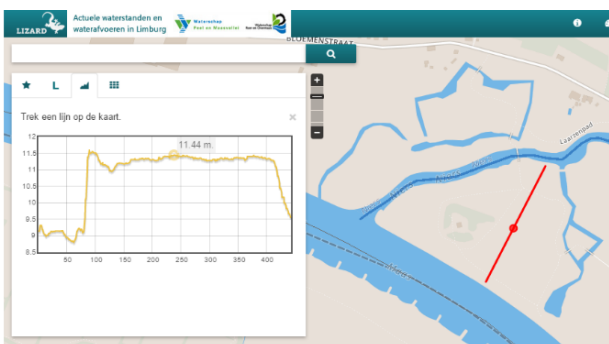 LIZARD
Actuele waterstanden en
waterafvoeren in Limburg
Waterschap
Peel en Maasvallei
BLOEMENSTRAAT
L
Trek een lijn op de kaart.
×
11.44 m.
12
11.5
11
10.5
10
9.5
9
8.5
50
100
150
200
250
300
350
400
+
−
Laarzenpad